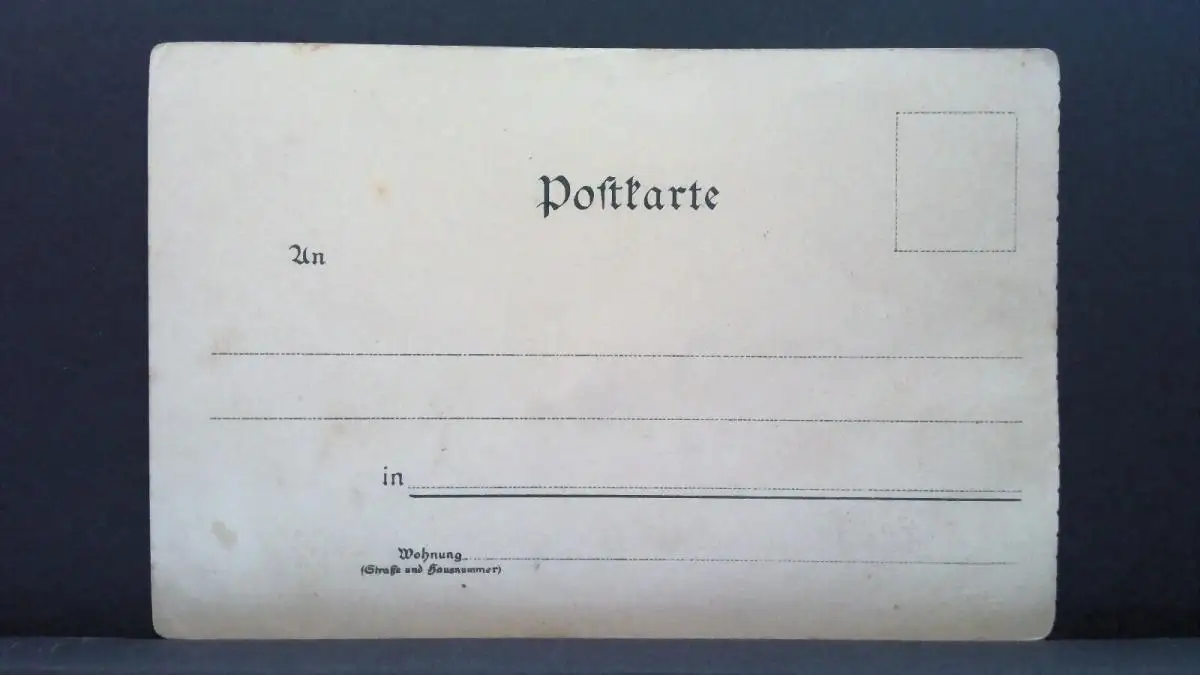 Poſtkarte
An
in
Wohnung
(Straße und Hausnummer)